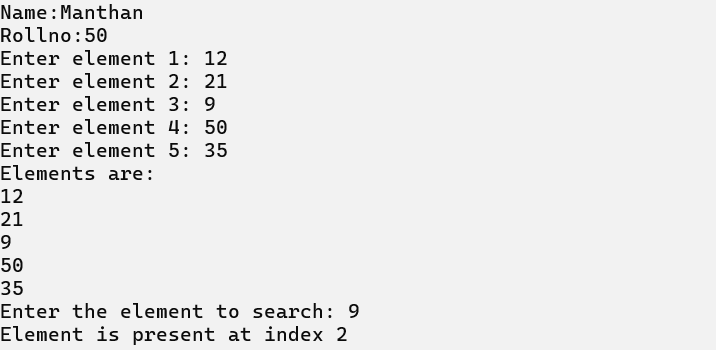 Name:Manthan
Rollno:50
Enter element 1: 12
Enter element 2: 21
Enter element 3: 9
Enter element 4: 50
Enter element 5: 35
Elements are:
12
21
9
50
35
Enter the element to search: 9
Element is present at index 2